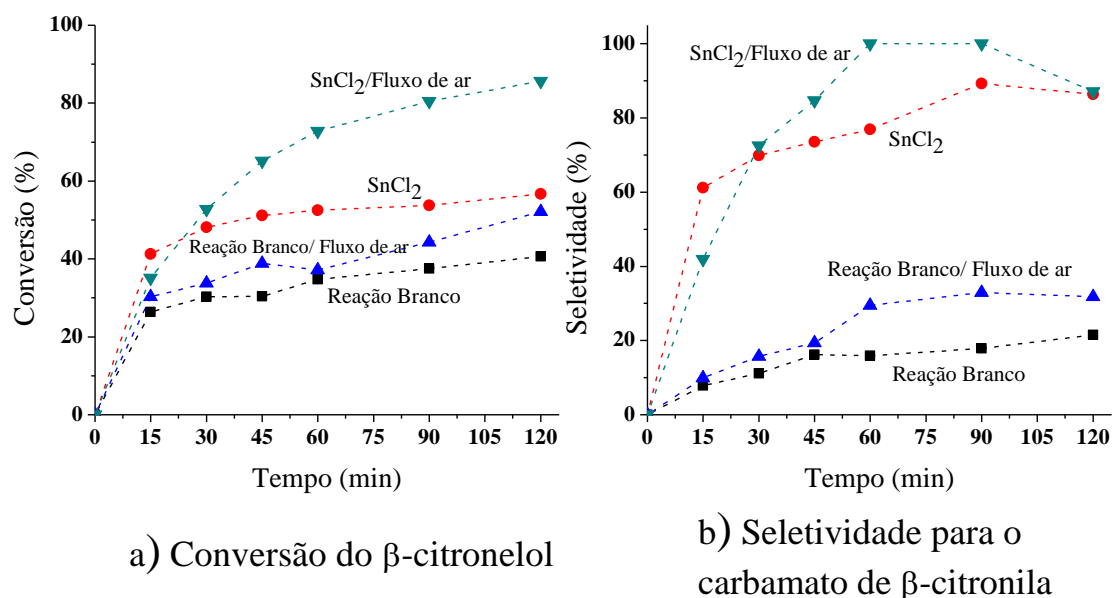 100
80
60
40
20
0
Conversão (%)
SnCl2/Fluxo de ar
SnCl2
Reação Branco/ Fluxo de ar
Reação Branco
0 15 30 45 60 75 90 105 120
Tempo (min)
a) Conversão do β-citronelol
100
80
60
40
20
0
Seletividade (%)
SnCl2/Fluxo de ar
SnCl2
Reação Branco/ Fluxo de ar
Reação Branco
0 15 30 45 60 75 90 105 120
Tempo (min)
b) Seletividade para o
carbamato de β-citronila